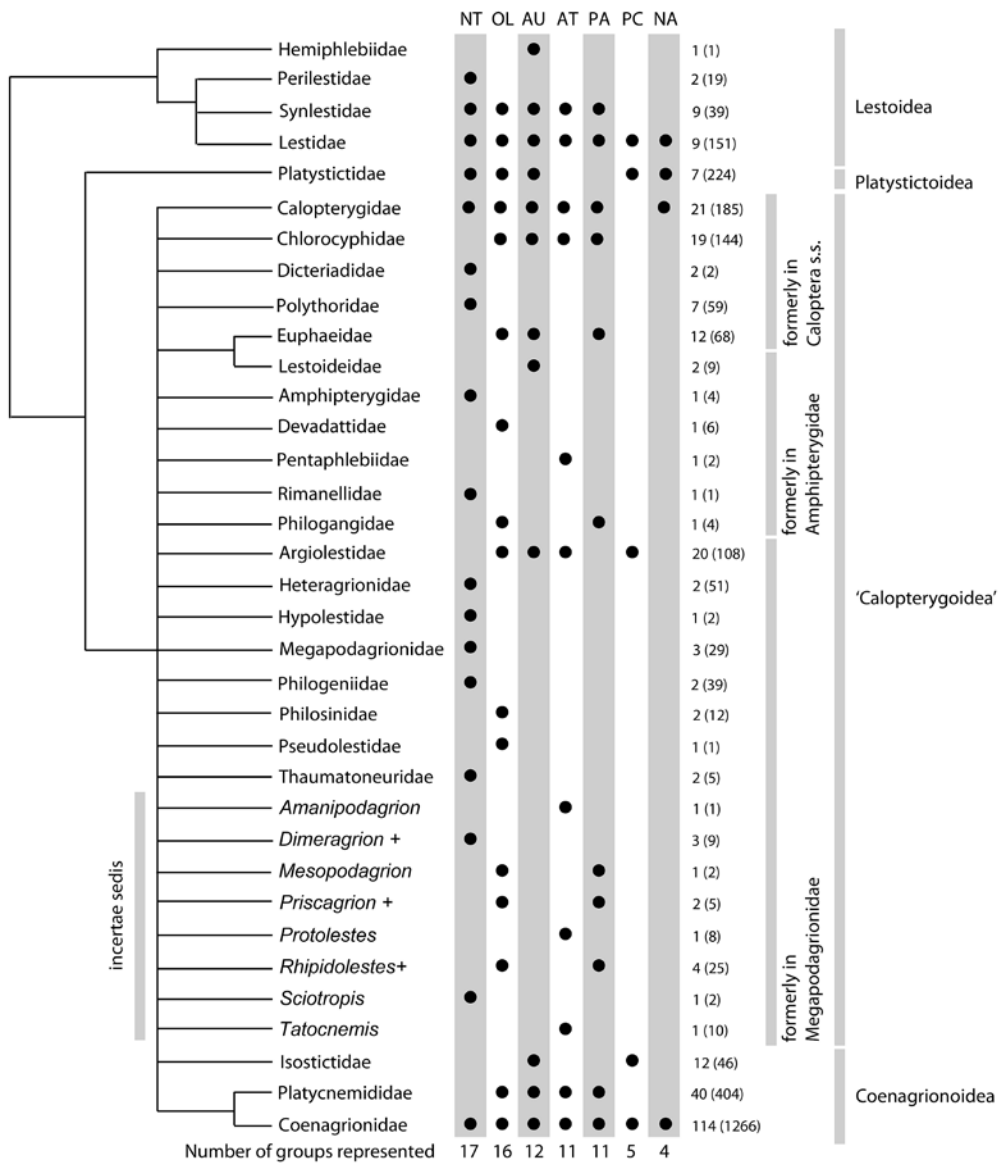 NT OL AU AT PA PC NA
Hemiphlebiidae 1 (1)
Perilestidae 2 (19)
Synlestidae 9 (39)
Lestidae 9 (151)
Lestoidea
Platystictidae 7 (224)
Platystictoidea
Calopterygidae 21 (185)
Chlorocyphidae 19 (144)
Dicteriadidae 2 (2)
Polythoridae 7 (59)
Euphaeidae 12 (68)
formerly in
Caloptera s.s.
Lestoideidae 2 (9)
Amphipterygidae 1 (4)
Devadattidae 1 (6)
Pentaphlebiidae 1 (2)
Rimanellidae 1 (1)
Philogangidae 1 (4)
formerly in
Amphipterygidae
Argiolestidae 20 (108)
Heteragrionidae 2 (51)
Hypolestidae 1 (2)
Megapodagrionidae 3 (29)
Philogeniidae 2 (39)
Philosinidae 2 (12)
Pseudolestidae 1 (1)
Thaumatoneuridae 2 (5)
'Calopterygoidea'
incertae sedis
Amanipodagrion 1 (1)
Dimeragrion + 3 (9)
Mesopodagrion 1 (2)
Priscagrion + 2 (5)
Protolestes 1 (8)
Rhipidolestes+ 4 (25)
Sciotropis 1 (2)
Tatocnemis 1 (10)
formerly in
Megapodagrionidae
Isostictidae 12 (46)
Platycnemididae 40 (404)
Coenagrionidae 114 (1266)
Coenagrionoidea
Number of groups represented 17 16 12 11 11 5 4